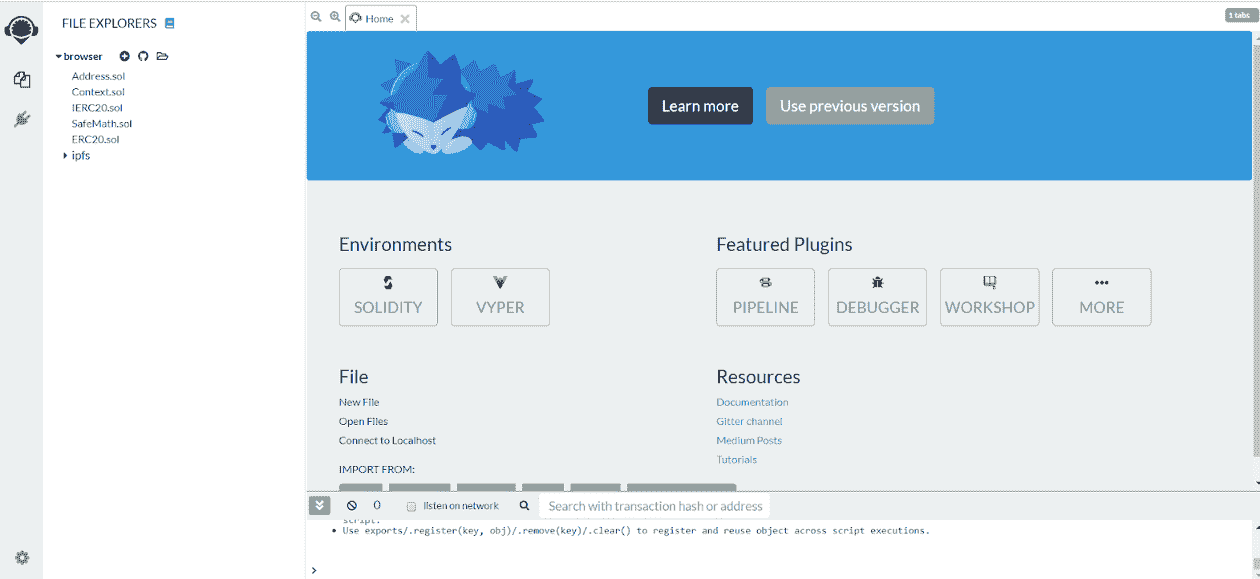 FILE EXPLORERS
browser
Address.sol
Context.sol
IERC20.sol
SafeMath.sol
ERC20.sol
ipfs
Home
1 tabs
Learn more
Use previous version
Environments
SOLIDITY
VYPER
Featured Plugins
PIPELINE
DEBUGGER
WORKSHOP
MORE
File
New File
Open Files
Connect to Localhost
IMPORT FROM:
Resources
Documentation
Gitter channel
Medium Posts
Tutorials
0
listen on network
Search with transaction hash or address
script.
• Use exports/.register(key, obj)/.remove(key)/.clear() to register and reuse object across script executions.
>